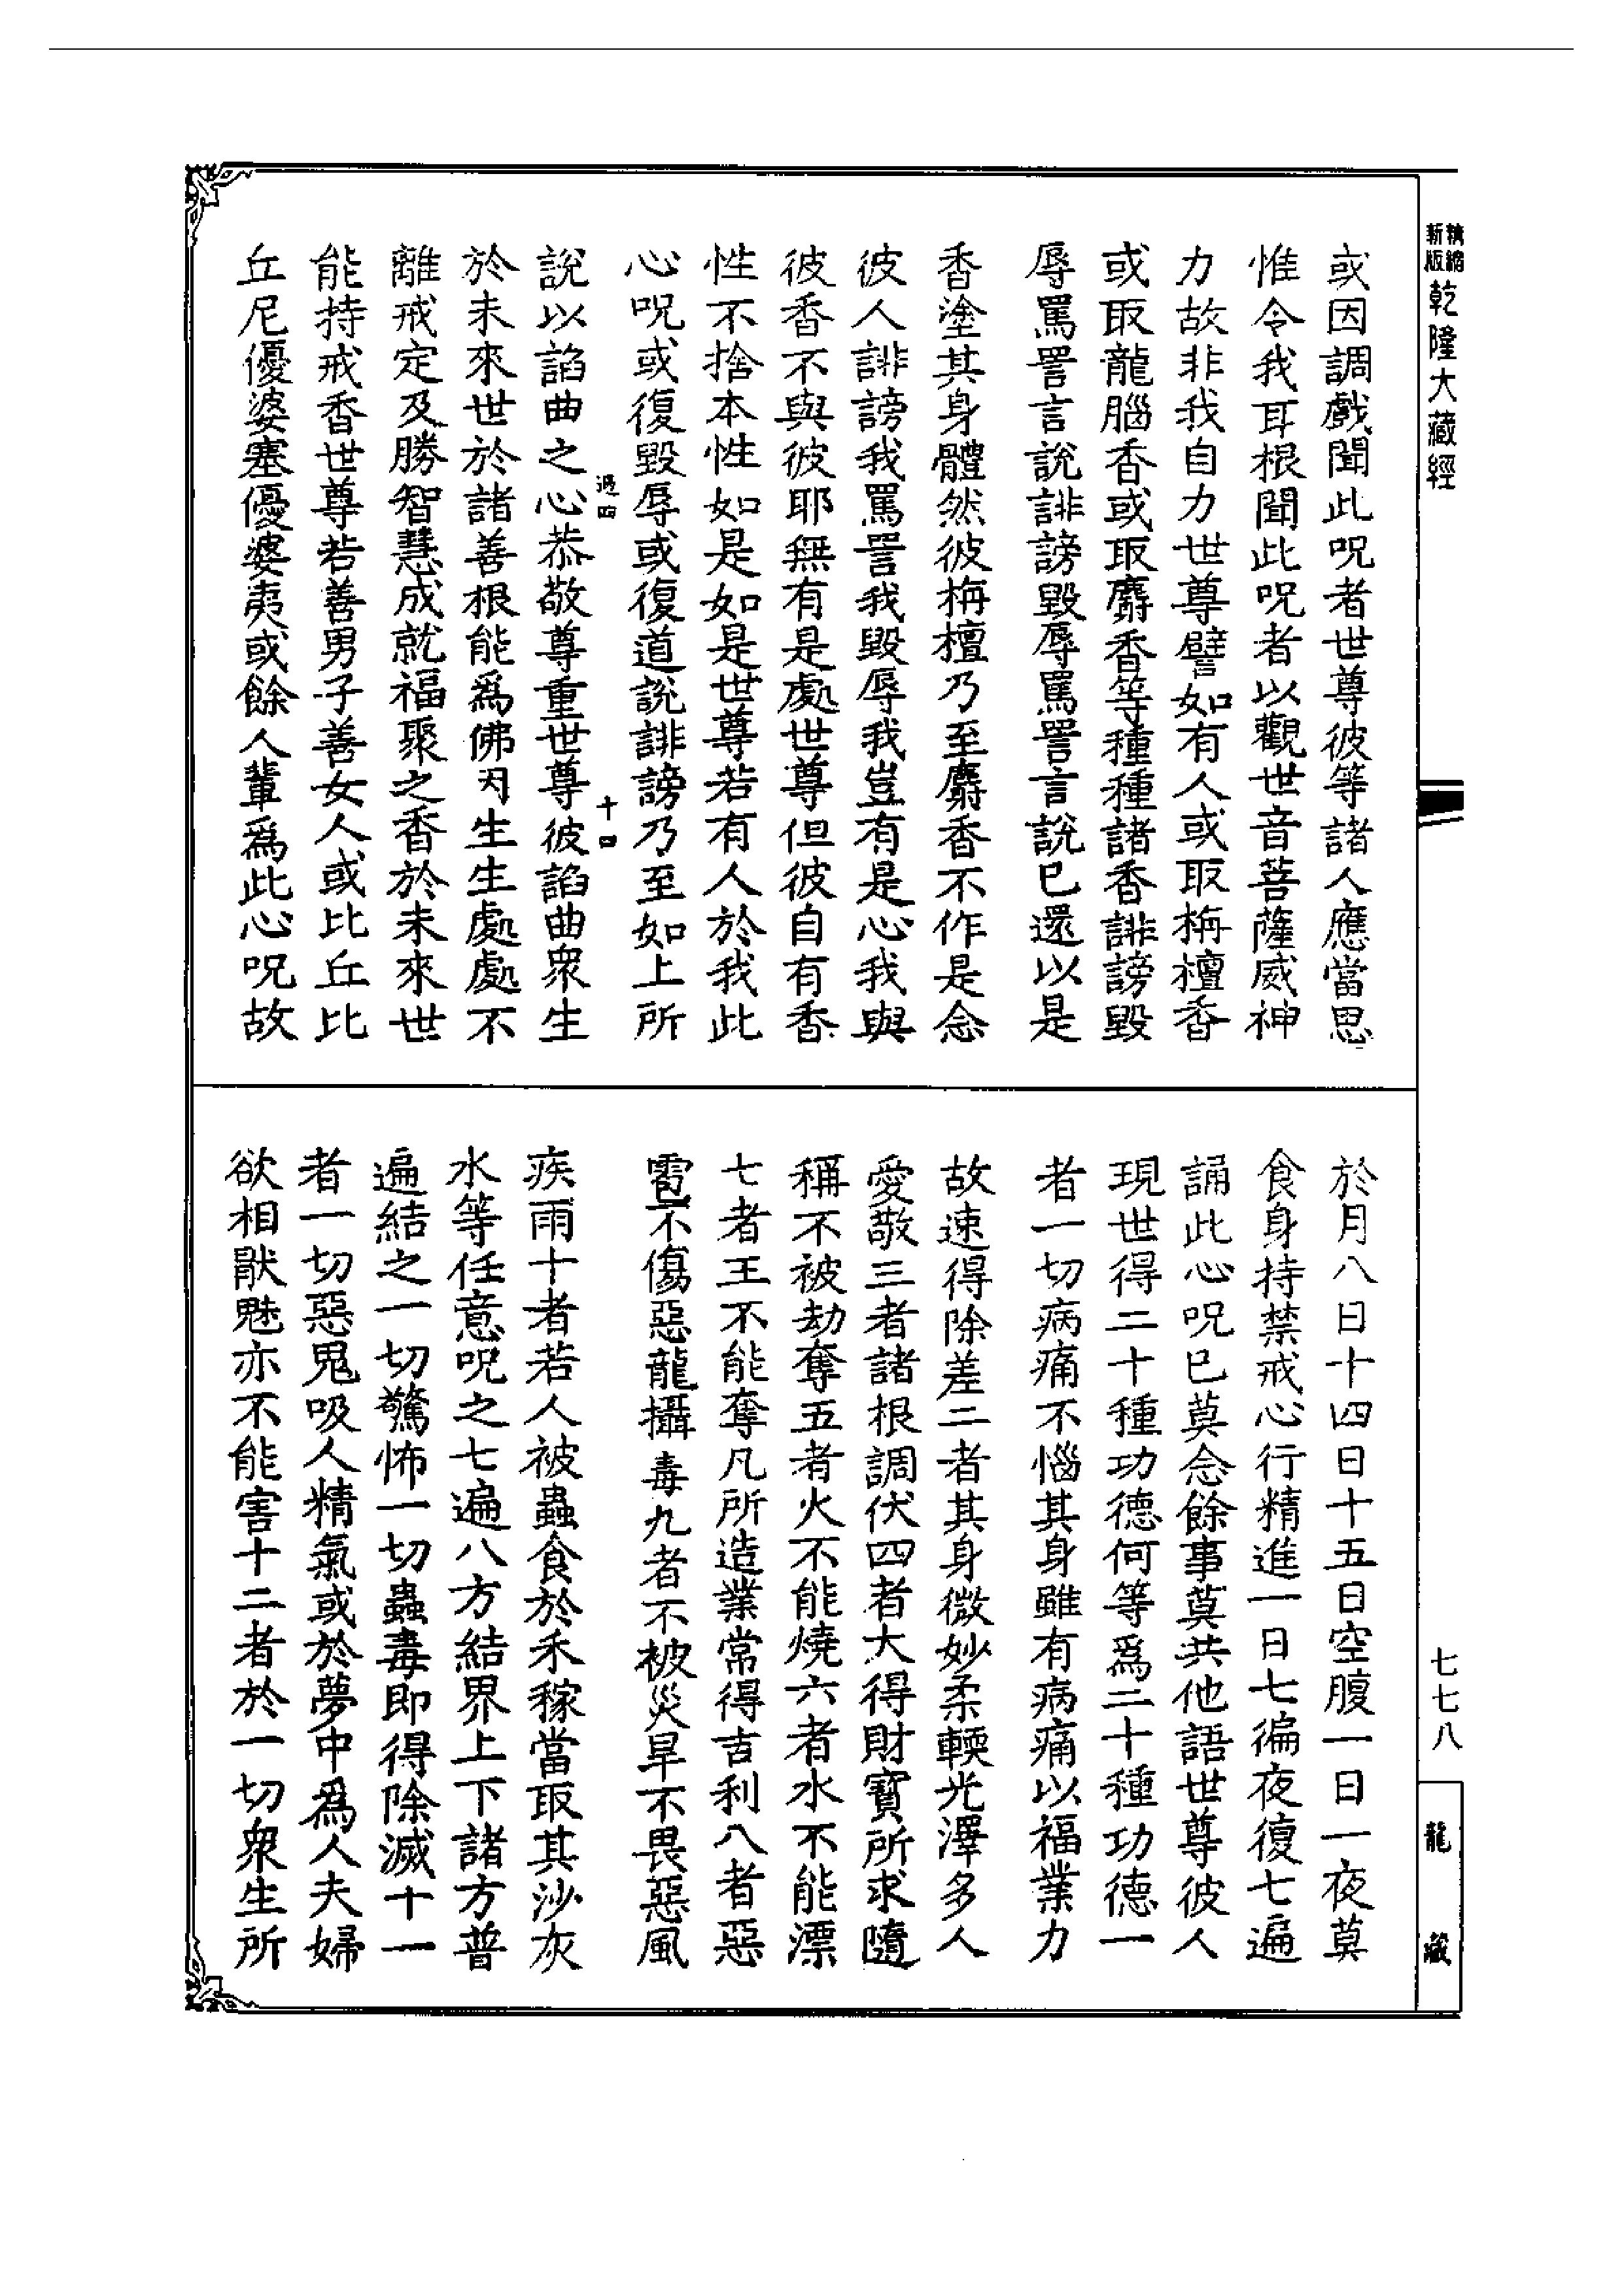 精縮
新版
乾隆大藏經
或因調戲聞此呪者世尊彼等諸人應當思
惟令我耳根聞此呪者以觀世音菩薩威神
力故非我自力世尊譬如有人或取栴檀香
或取龍腦香或取麝香等種種諸香誹謗毀
辱罵詈言說誹謗毀辱罵詈言說已還以是
香塗其身體然彼栴檀乃至麝香不作是念
彼人誹謗我罵詈我毀辱我豈有是心我與
彼香不與彼耶無有是處世尊但彼自有香
性不捨本性如是如是世尊若有人於我此
心呪或復毀辱或復道說誹謗乃至如上所
過四 十四
說以諂曲之心恭敬尊重世尊彼諂曲衆生
於未來世於諸善根能爲佛因生生處處不
離戒定及勝智慧成就福聚之香於未來世
能持戒香世尊若善男子善女人或比丘比
丘尼優婆塞優婆夷或餘人輩爲此心呪故
於月八日十四日十五日空腹一日一夜莫
食身持禁戒心行精進一日七徧夜復七遍
誦此心呪已莫念餘事莫共他語世尊彼人
現世得二十種功德何等爲二十種功德一
者一切病痛不惱其身雖有病痛以福業力
故速得除差二者其身微妙柔輭光澤多人
愛敬三者諸根調伏四者大得財寶所求隨
稱不被劫奪五者火不能燒六者水不能漂
七者王不能奪凡所造業常得吉利八者惡
雹不傷惡龍攝毒九者不被災旱不畏惡風
疾雨十者若人被蟲食於禾稼當取其沙灰
水等任意呪之七遍八方結界上下諸方普
遍結之一切驚怖一切蟲毒即得除滅十一
者一切惡鬼吸人精氣或於夢中爲人夫婦
欲相猒魅亦不能害十二者於一切衆生所
七七八
龍藏